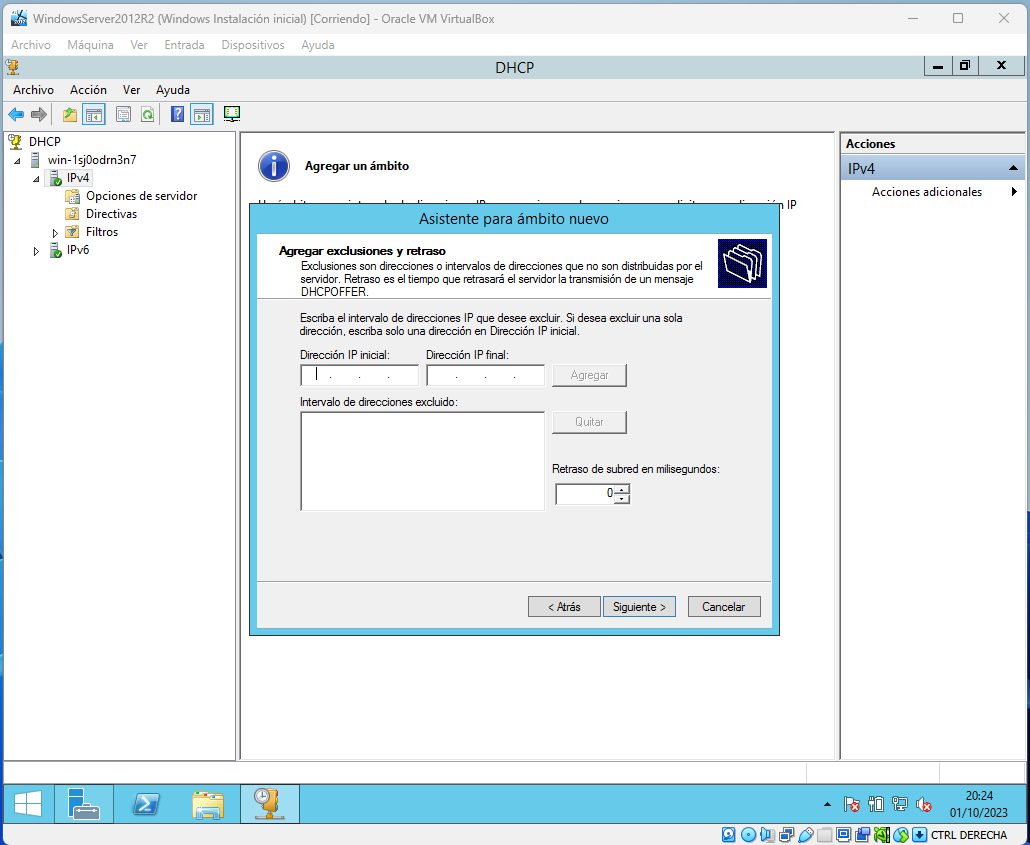 WindowsServer2012R2 (Windows Instalación inicial) [Corriendo] - Oracle VM VirtualBox
Archivo Máquina Ver Entrada Dispositivos Ayuda
DHCP
Archivo Acción Ver Ayuda
DHCP
win-1sj0odrn3n7
IPv4
Opciones de servidor
Directivas
Filtros
IPv6
Agregar un ámbito
IP
Asistente para ámbito nuevo
Agregar exclusiones y retraso
Exclusiones son direcciones o intervalos de direcciones que no son distribuidas por el
servidor. Retraso es el tiempo que retrasará el servidor la transmisión de un mensaje
DHCPOFFER.
Escriba el intervalo de direcciones IP que desee excluir. Si desea excluir una sola
dirección, escriba solo una dirección en Dirección IP inicial.
Dirección IP inicial: Dirección IP final:
Agregar
Intervalo de direcciones excluido:
Quitar
Retraso de subred en milisegundos:
0
< Atrás Siguiente > Cancelar
Acciones
IPv4
Acciones adicionales
20:24
01/10/2023
CTRL DERECHA